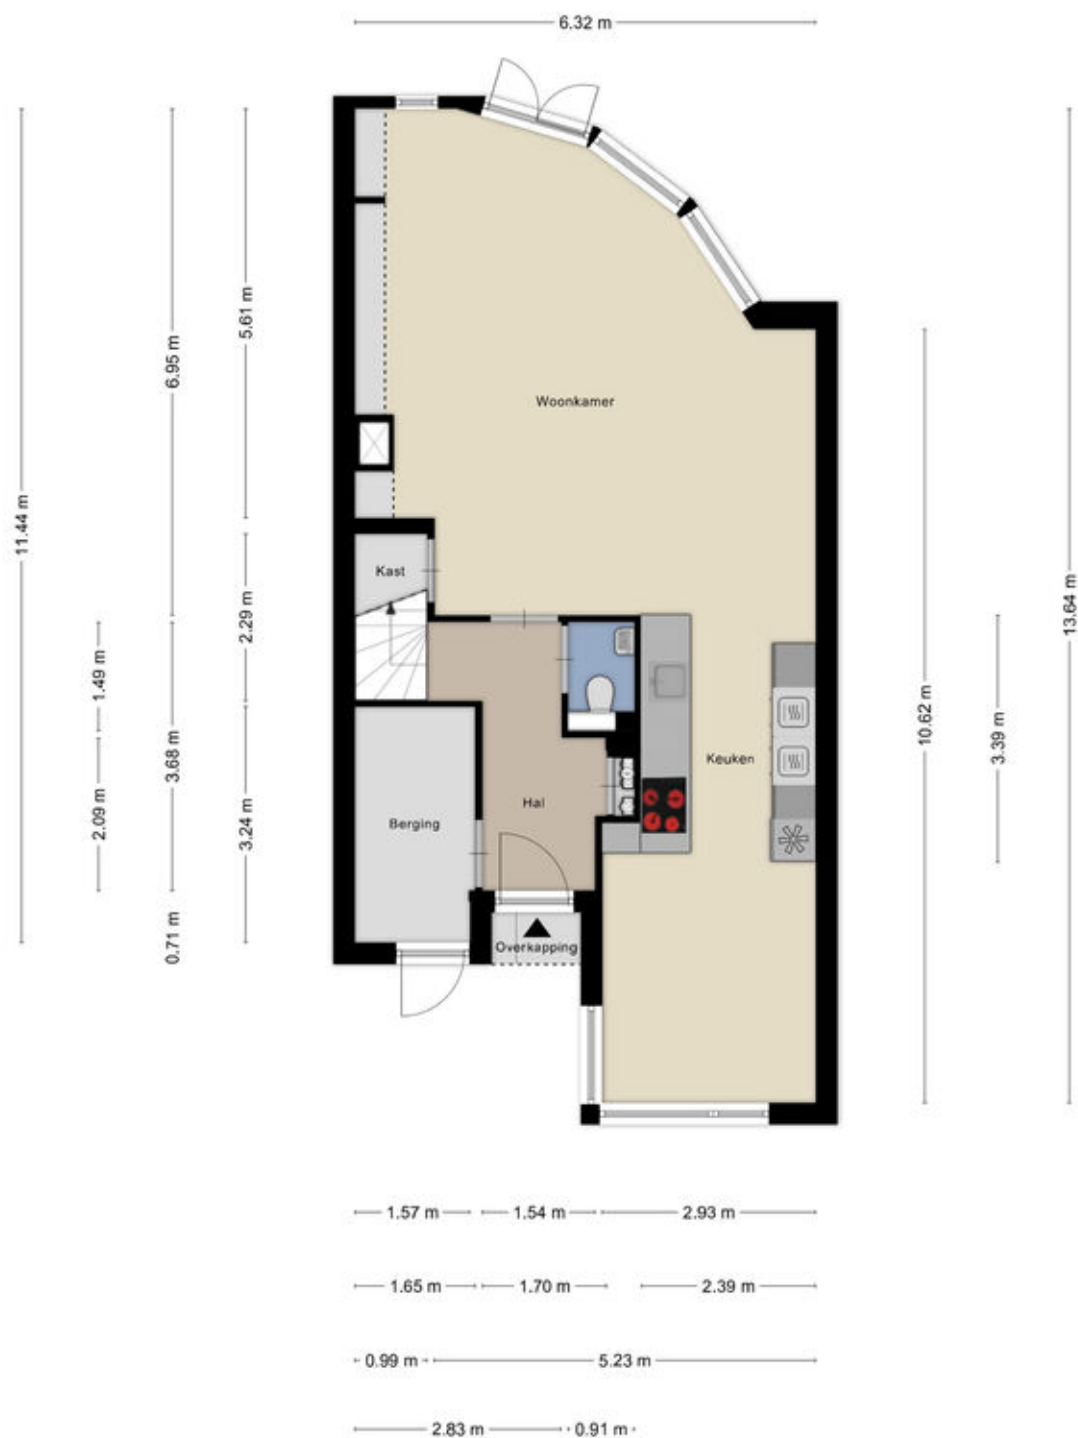 6.32 m
5.61 m
6.95 m
Woonkamer
11.44 m
Kast
13.64 m
2.29 m
1.49 m
10.62 m
3.39 m
3.68 m
Keuken
Hal
2.09 m
3.24 m
Berging
0.71 m
Overkapping
1.57 m 1.54 m 2.93 m
1.65 m 1.70 m 2.39 m
0.99 m 5.23 m
2.83 m 0.91 m